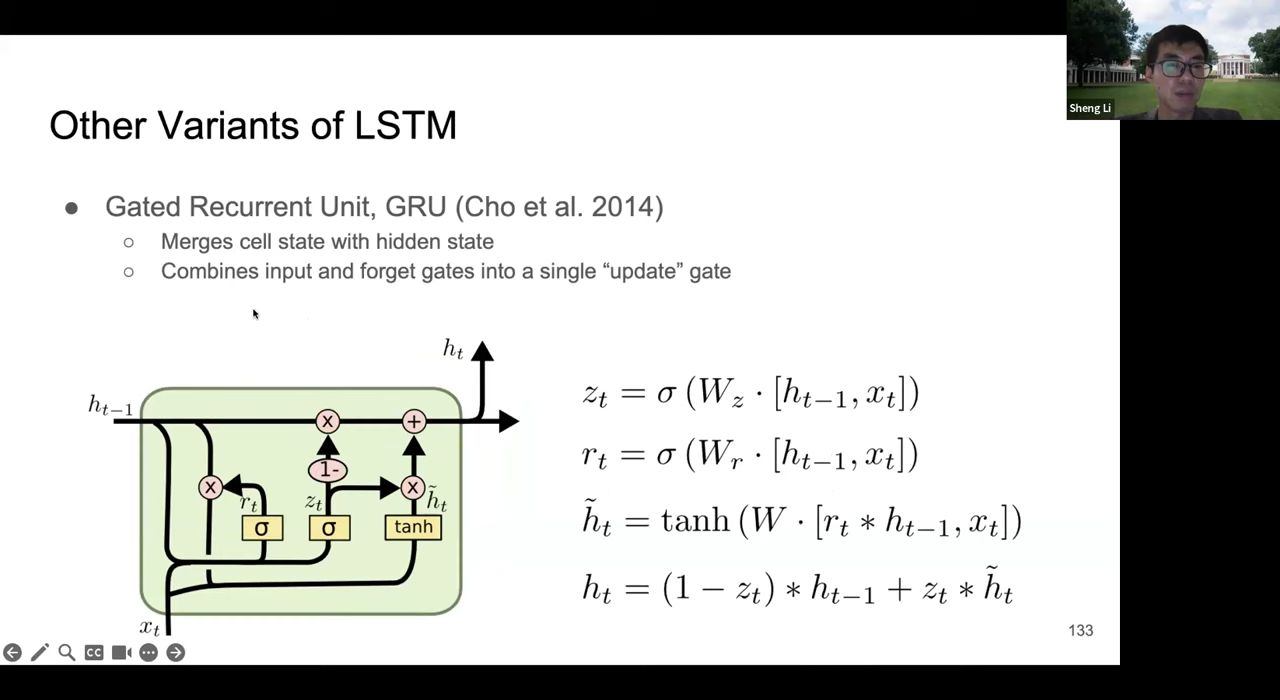 Sheng Li
Other Variants of LSTM
● Gated Recurrent Unit, GRU (Cho et al. 2014)
○ Merges cell state with hidden state
○ Combines input and forget gates into a single “update” gate
h_t
h_{t−1}
x
+
1-
x
r_t
z_t
x
h̃_t
σ
σ
tanh
x_t
z_t = σ (W_z · [h_{t−1}, x_t])
r_t = σ (W_r · [h_{t−1}, x_t])
h̃_t = tanh (W · [r_t * h_{t−1}, x_t])
h_t = (1 − z_t) * h_{t−1} + z_t * h̃_t
133
CC